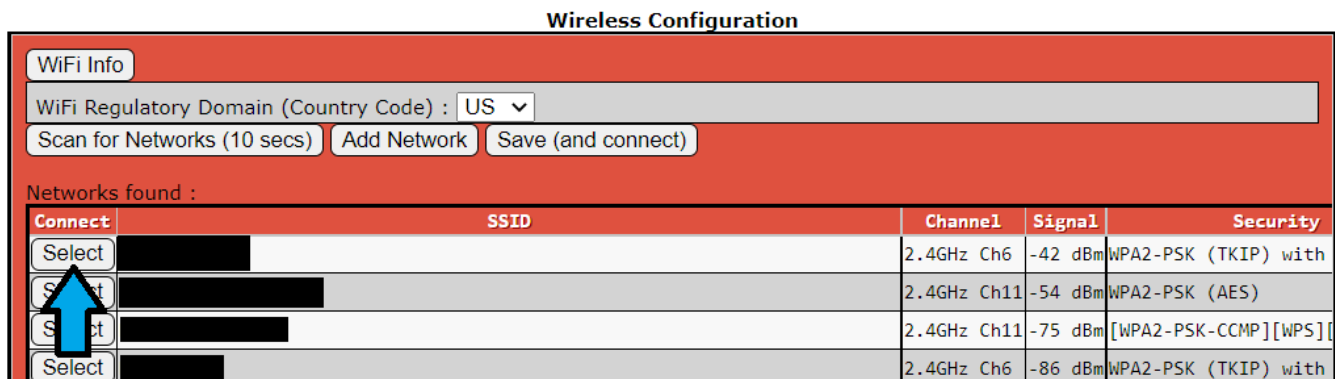 Wireless Configuration
WiFi Info
WiFi Regulatory Domain (Country Code) : US
Scan for Networks (10 secs) Add Network Save (and connect)
Networks found :
Connect SSID Channel Signal Security
Select 2.4GHz Ch6 -42 dBm WPA2-PSK (TKIP) with
2.4GHz Ch11 -54 dBm WPA2-PSK (AES)
2.4GHz Ch11 -75 dBm [WPA2-PSK-CCMP][WPS][
Select 2.4GHz Ch6 -86 dBm WPA2-PSK (TKIP) with